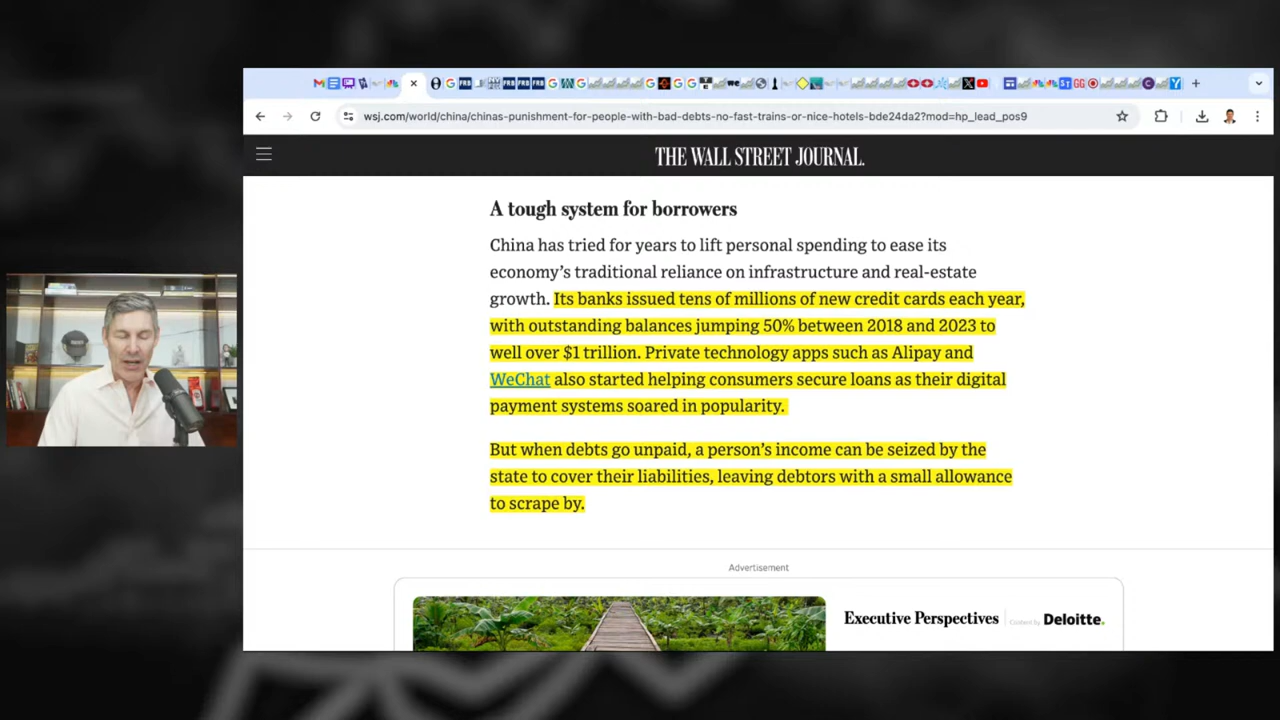 wsj.com/world/china/chinas-punishment-for-people-with-bad-debts-no-fast-trains-or-nice-hotels-bde24da2?mod=hp_lead_pos9
THE WALL STREET JOURNAL.
A tough system for borrowers
China has tried for years to lift personal spending to ease its
economy’s traditional reliance on infrastructure and real-estate
growth. Its banks issued tens of millions of new credit cards each year,
with outstanding balances jumping 50% between 2018 and 2023 to
well over $1 trillion. Private technology apps such as Alipay and
WeChat also started helping consumers secure loans as their digital
payment systems soared in popularity.
But when debts go unpaid, a person’s income can be seized by the
state to cover their liabilities, leaving debtors with a small allowance
to scrape by.
Advertisement
Executive Perspectives
Content by Deloitte.